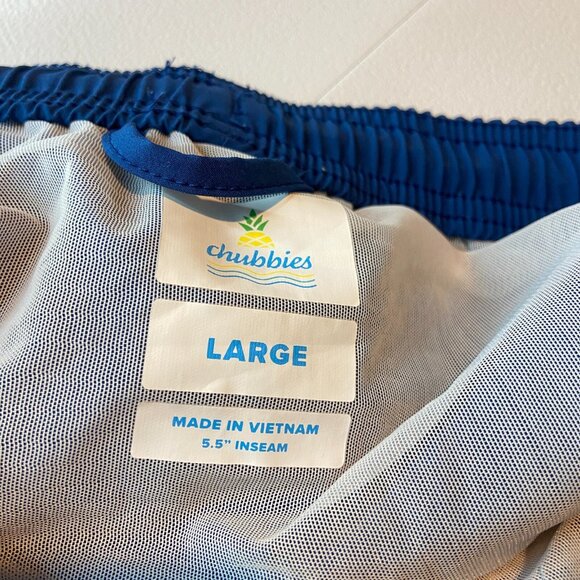 chubbies
LARGE
MADE IN VIETNAM
5.5" INSEAM